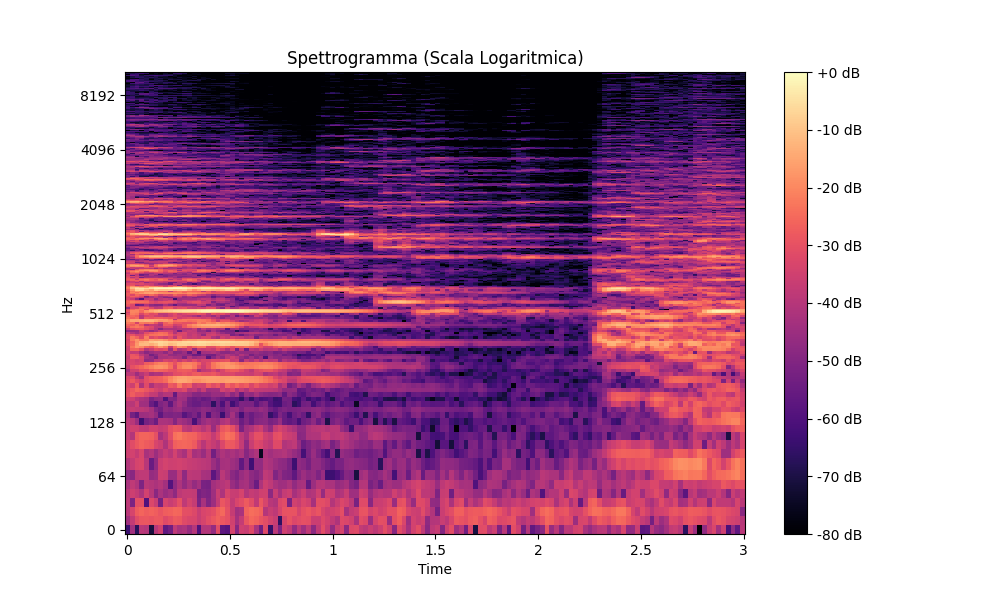 Spettrogramma (Scala Logaritmica)
8192
4096
2048
1024
512
256
128
64
0
Hz
0
0.5
1
1.5
2
2.5
3
Time
+0 dB
-10 dB
-20 dB
-30 dB
-40 dB
-50 dB
-60 dB
-70 dB
-80 dB